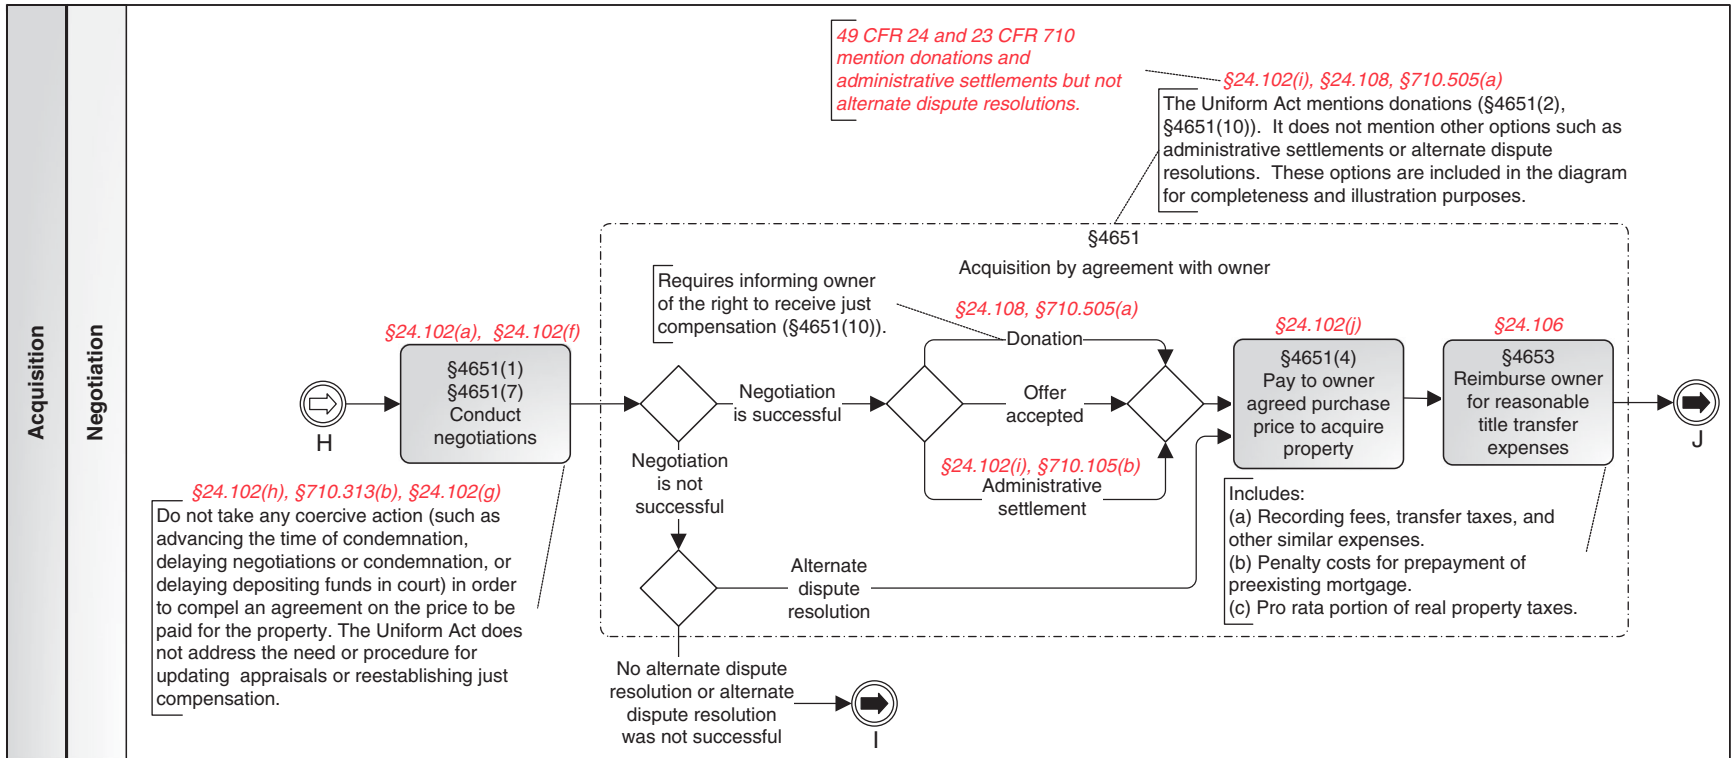 Acquisition
Negotiation
49 CFR 24 and 23 CFR 710
mention donations and
administrative settlements but not
alternate dispute resolutions.
§24.102(i), §24.108, §710.505(a)
The Uniform Act mentions donations (§4651(2),
§4651(10)).  It does not mention other options such as
administrative settlements or alternate dispute
resolutions.  These options are included in the diagram
for completeness and illustration purposes.
§4651
Acquisition by agreement with owner
Requires informing owner
of the right to receive just
compensation (§4651(10)).
§24.102(a),  §24.102(f)
§4651(1)
§4651(7)
Conduct
negotiations
H
§24.102(h), §710.313(b), §24.102(g)
Do not take any coercive action (such as
advancing the time of condemnation,
delaying negotiations or condemnation, or
delaying depositing funds in court) in order
to compel an agreement on the price to be
paid for the property. The Uniform Act does
not address the need or procedure for
updating  appraisals or reestablishing just
compensation.
Negotiation
is successful
Negotiation
is not
successful
§24.108, §710.505(a)
Donation
Offer
accepted
§24.102(i), §710.105(b)
Administrative
settlement
Alternate
dispute
resolution
No alternate dispute
resolution or alternate
dispute resolution
was not successful
I
§24.102(j)
§4651(4)
Pay to owner
agreed purchase
price to acquire
property
§24.106
§4653
Reimburse owner
for reasonable
title transfer
expenses
J
Includes:
(a) Recording fees, transfer taxes, and
other similar expenses.
(b) Penalty costs for prepayment of
preexisting mortgage.
(c) Pro rata portion of real property taxes.